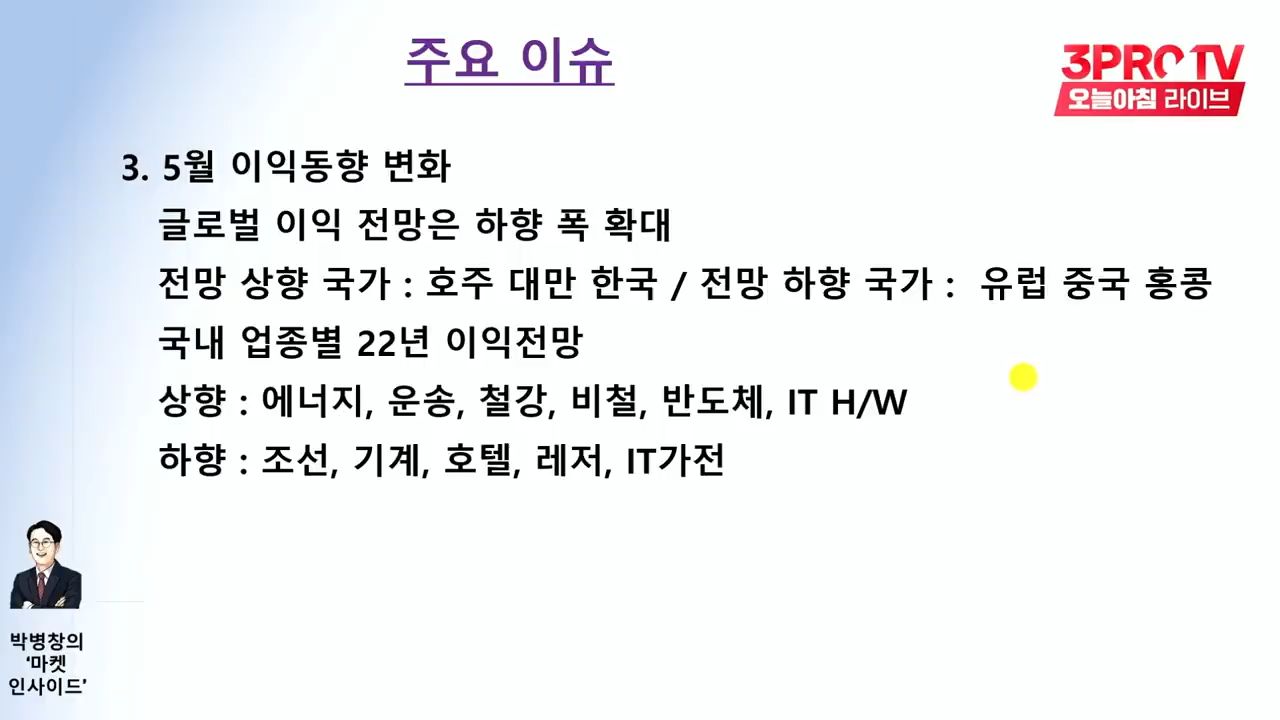 주요 이슈
3PRO TV
오늘아침 라이브
3. 5월 이익동향 변화
글로벌 이익 전망은 하향 폭 확대
전망 상향 국가 : 호주 대만 한국 / 전망 하향 국가 : 유럽 중국 홍콩
국내 업종별 22년 이익전망
상향 : 에너지, 운송, 철강, 비철, 반도체, IT H/W
하향 : 조선, 기계, 호텔, 레저, IT가전
박병창의
‘마켓
인사이드’